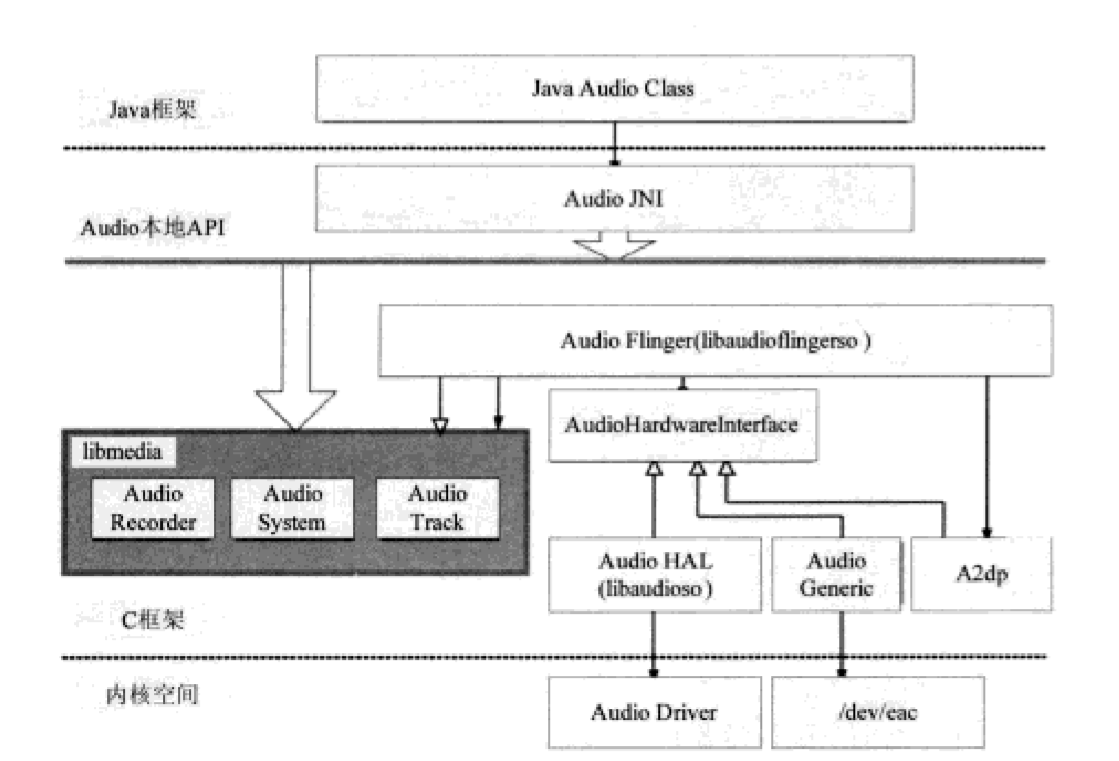 Java Audio Class
Java框架
Audio JNI
Audio本地API
Audio Flinger(libaudioflingerso )
AudioHardwareInterface
libmedia
Audio
Recorder
Audio
System
Audio
Track
Audio HAL
(libaudioso )
Audio
Generic
A2dp
C框架
内核空间
Audio Driver
/dev/eac